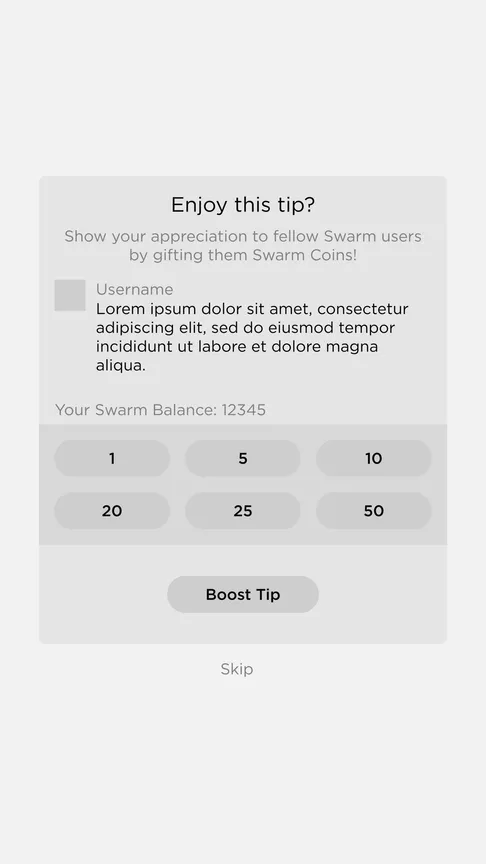 Enjoy this tip?
Show your appreciation to fellow Swarm users
by gifting them Swarm Coins!
Username
Lorem ipsum dolor sit amet, consectetur
adipiscing elit, sed do eiusmod tempor
incididunt ut labore et dolore magna
aliqua.
Your Swarm Balance: 12345
1 5 10
20 25 50
Boost Tip
Skip